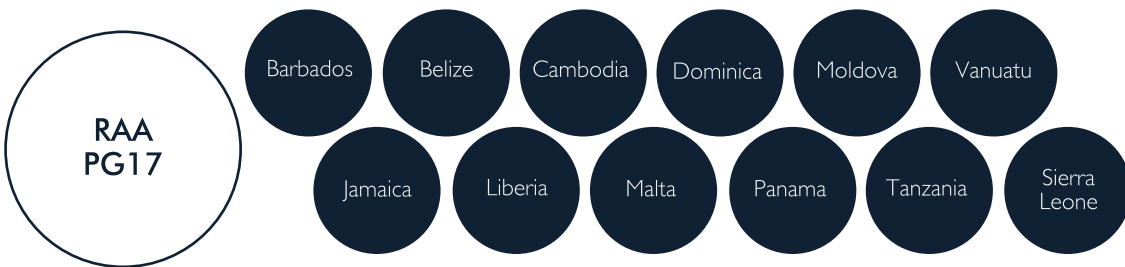 RAA
PG17
Barbados
Belize
Cambodia
Dominica
Moldova
Vanuatu
Jamaica
Liberia
Malta
Panama
Tanzania
Sierra
Leone